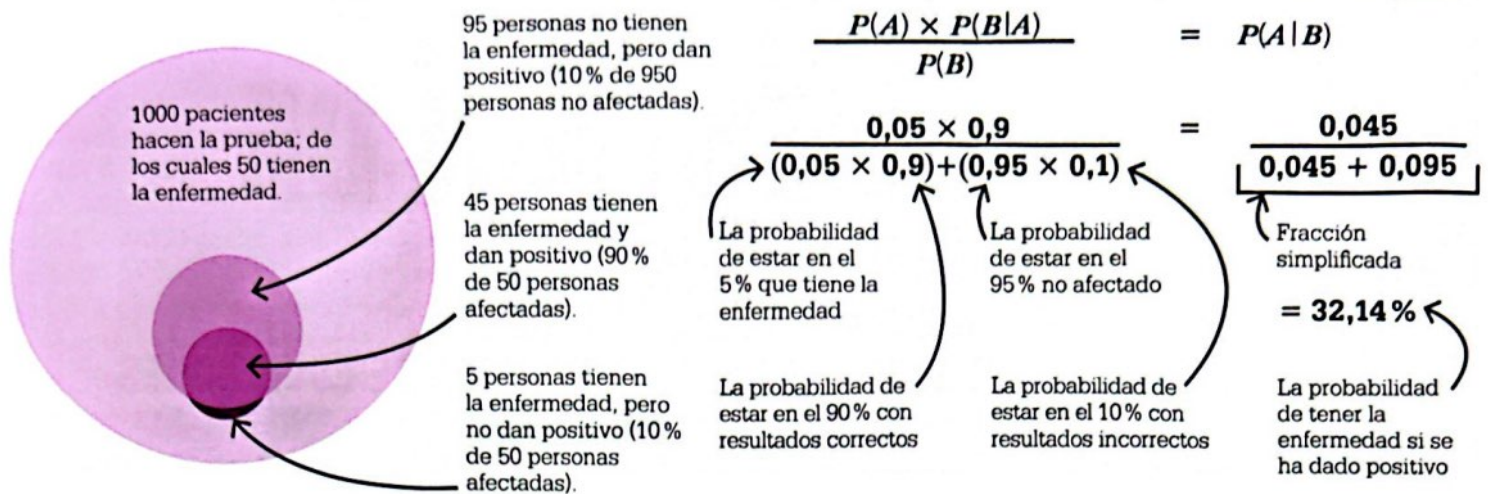 1000 pacientes
hacen la prueba; de
los cuales 50 tienen
la enfermedad.
95 personas no tienen
la enfermedad, pero dan
positivo (10 % de 950
personas no afectadas).
45 personas tienen
la enfermedad y
dan positivo (90 %
de 50 personas
afectadas).
5 personas tienen
la enfermedad, pero
no dan positivo (10 %
de 50 personas
afectadas).
P(A) × P(B|A)
P(B)
= P(A|B)
0,05 × 0,9
(0,05 × 0,9)+(0,95 × 0,1)
=
0,045
0,045 + 0,095
La probabilidad
de estar en el
5 % que tiene la
enfermedad
La probabilidad
de estar en el
95 % no afectado
Fracción
simplificada
= 32,14 %
La probabilidad de
estar en el 90 % con
resultados correctos
La probabilidad de
estar en el 10 % con
resultados incorrectos
La probabilidad
de tener la
enfermedad si se
ha dado positivo